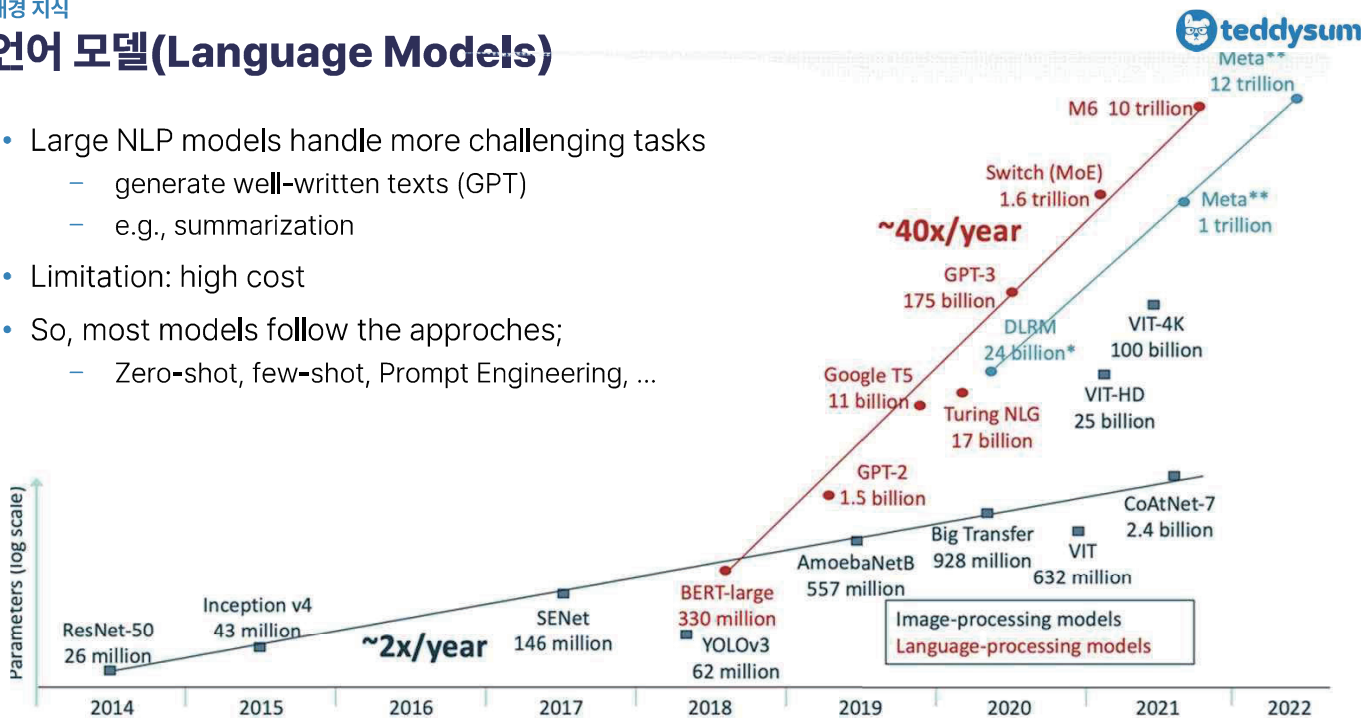 배경 지식
언어 모델(Language Models)
teddysum
• Large NLP models handle more challenging tasks
– generate well-written texts (GPT)
– e.g., summarization
• Limitation: high cost
• So, most models follow the approches;
– Zero-shot, few-shot, Prompt Engineering, ...
Meta**
12 trillion
M6 10 trillion
Switch (MoE)
1.6 trillion
Meta**
1 trillion
~40x/year
GPT-3
175 billion
DLRM
24 billion*
VIT-4K
100 billion
Google T5
11 billion
VIT-HD
25 billion
Turing NLG
17 billion
GPT-2
1.5 billion
CoAtNet-7
2.4 billion
Big Transfer
928 million
VIT
632 million
AmoebaNetB
557 million
BERT-large
330 million
YOLOv3
62 million
SENet
146 million
Inception v4
43 million
ResNet-50
26 million
~2x/year
Image-processing models
Language-processing models
Parameters (log scale)
2014 2015 2016 2017 2018 2019 2020 2021 2022